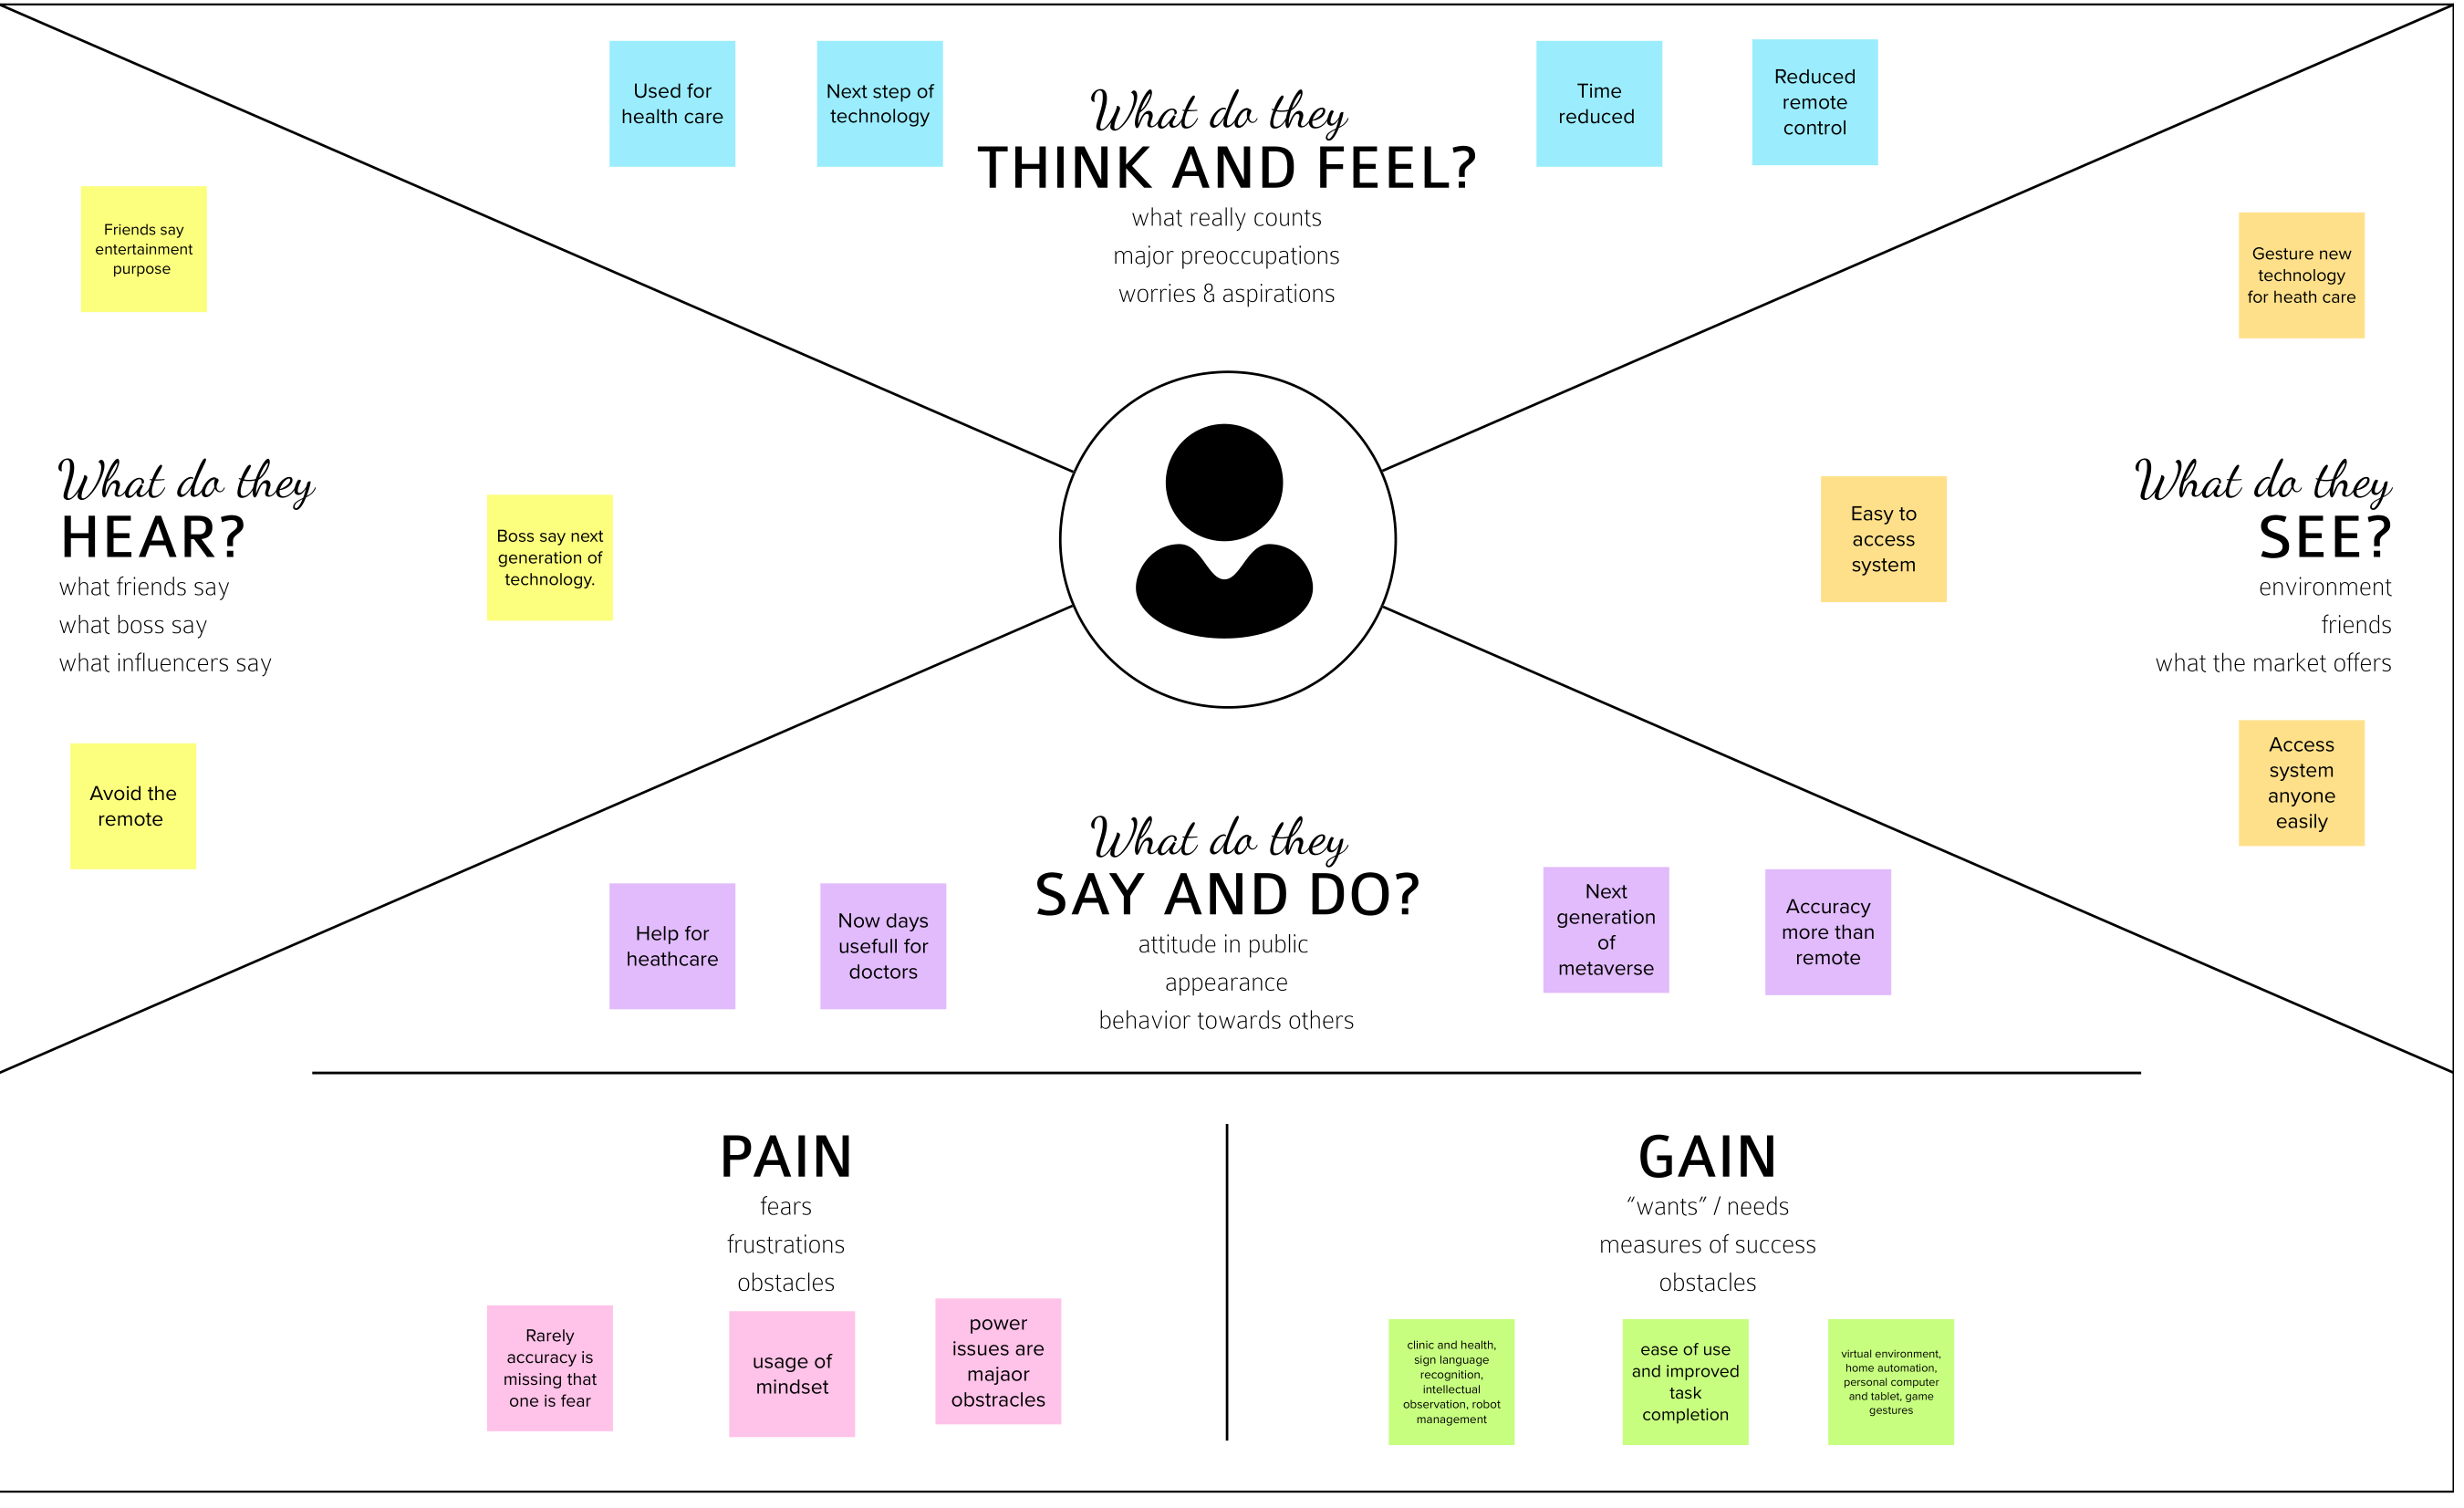 Used for
health care
Next step of
technology
What do they
THINK AND FEEL?
what really counts
major preoccupations
worries & aspirations
Time
reduced
Reduced
remote
control
Friends say
entertainment
purpose
What do they
HEAR?
what friends say
what boss say
what influencers say
Boss say next
generation of
technology.
Avoid the
remote
Gesture new
technology
for heath care
Easy to
access
system
What do they
SEE?
environment
friends
what the market offers
Access
system
anyone
easily
What do they
SAY AND DO?
attitude in public
appearance
behavior towards others
Help for
heathcare
Now days
usefull for
doctors
Next
generation
of
metaverse
Accuracy
more than
remote
PAIN
fears
frustrations
obstacles
Rarely
accuracy is
missing that
one is fear
usage of
mindset
power
issues are
majaor
obstracles
GAIN
“wants” / needs
measures of success
obstacles
clinic and health,
sign language
recognition,
intellectual
observation, robot
management
ease of use
and improved
task
completion
virtual environment,
home automation,
personal computer
and tablet, game
gestures